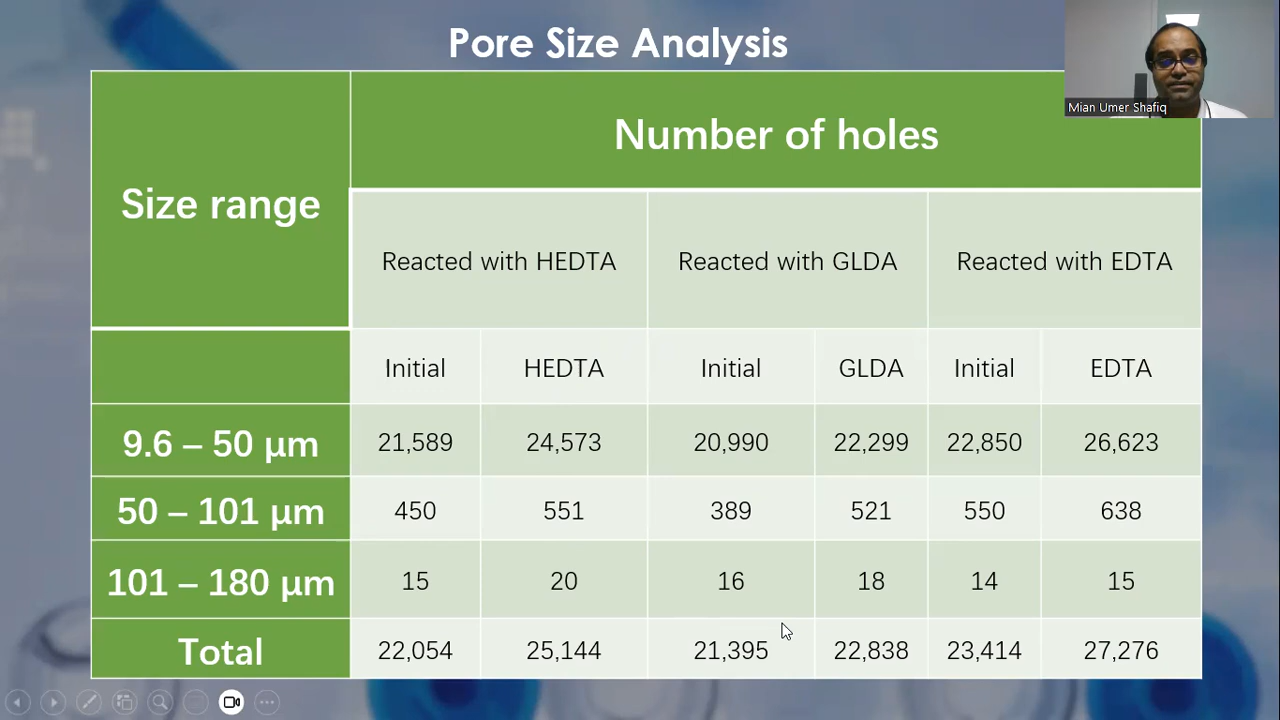 Pore Size Analysis
Mian Umer Shafiq
Size range
Number of holes
Reacted with HEDTA
Reacted with GLDA
Reacted with EDTA
Initial HEDTA Initial GLDA Initial EDTA
9.6 – 50 µm 21,589 24,573 20,990 22,299 22,850 26,623
50 – 101 µm 450 551 389 521 550 638
101 – 180 µm 15 20 16 18 14 15
Total 22,054 25,144 21,395 22,838 23,414 27,276